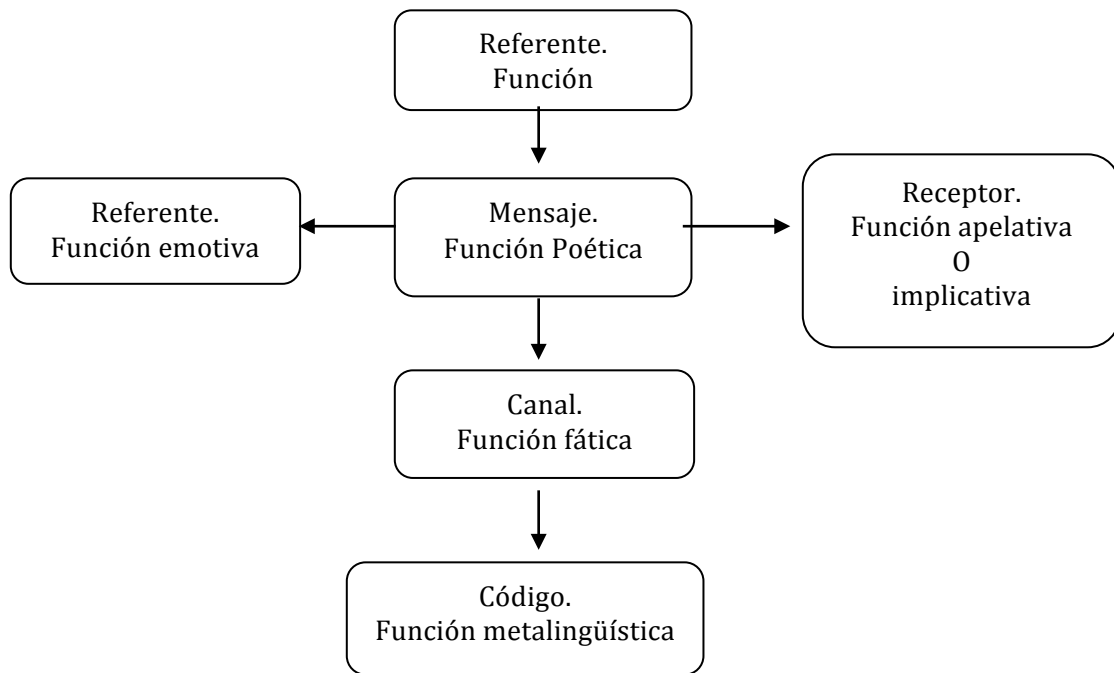 Referente.
Función
Referente.
Función emotiva
Mensaje.
Función Poética
Receptor.
Función apelativa
O
implicativa
Canal.
Función fática
Código.
Función metalingüística